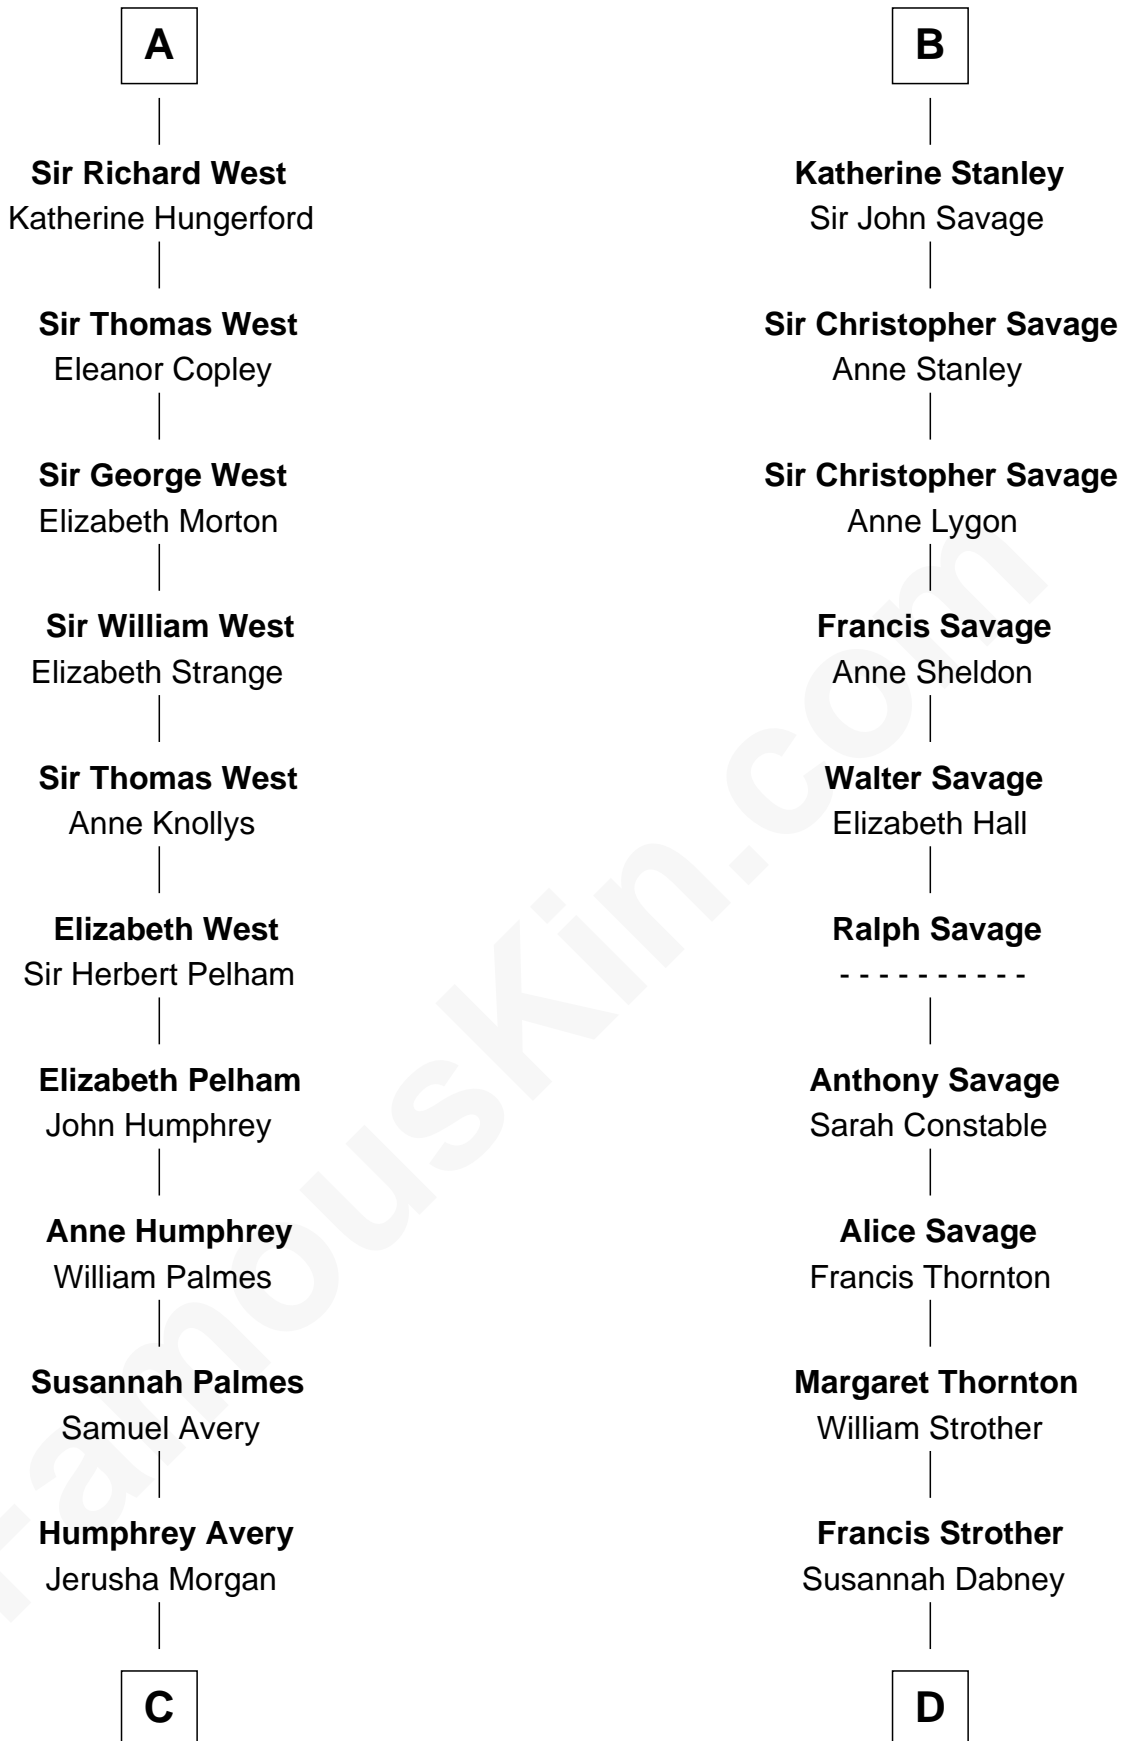 A
Sir Richard West
Katherine Hungerford
Sir Thomas West
Eleanor Copley
Sir George West
Elizabeth Morton
Sir William West
Elizabeth Strange
Sir Thomas West
Anne Knollys
Elizabeth West
Sir Herbert Pelham
Elizabeth Pelham
John Humphrey
Anne Humphrey
William Palmes
Susannah Palmes
Samuel Avery
Humphrey Avery
Jerusha Morgan
C
B
Katherine Stanley
Sir John Savage
Sir Christopher Savage
Anne Stanley
Sir Christopher Savage
Anne Lygon
Francis Savage
Anne Sheldon
Walter Savage
Elizabeth Hall
Ralph Savage
- - - - - - - - - -
Anthony Savage
Sarah Constable
Alice Savage
Francis Thornton
Margaret Thornton
William Strother
Francis Strother
Susannah Dabney
D
FamousKin.com